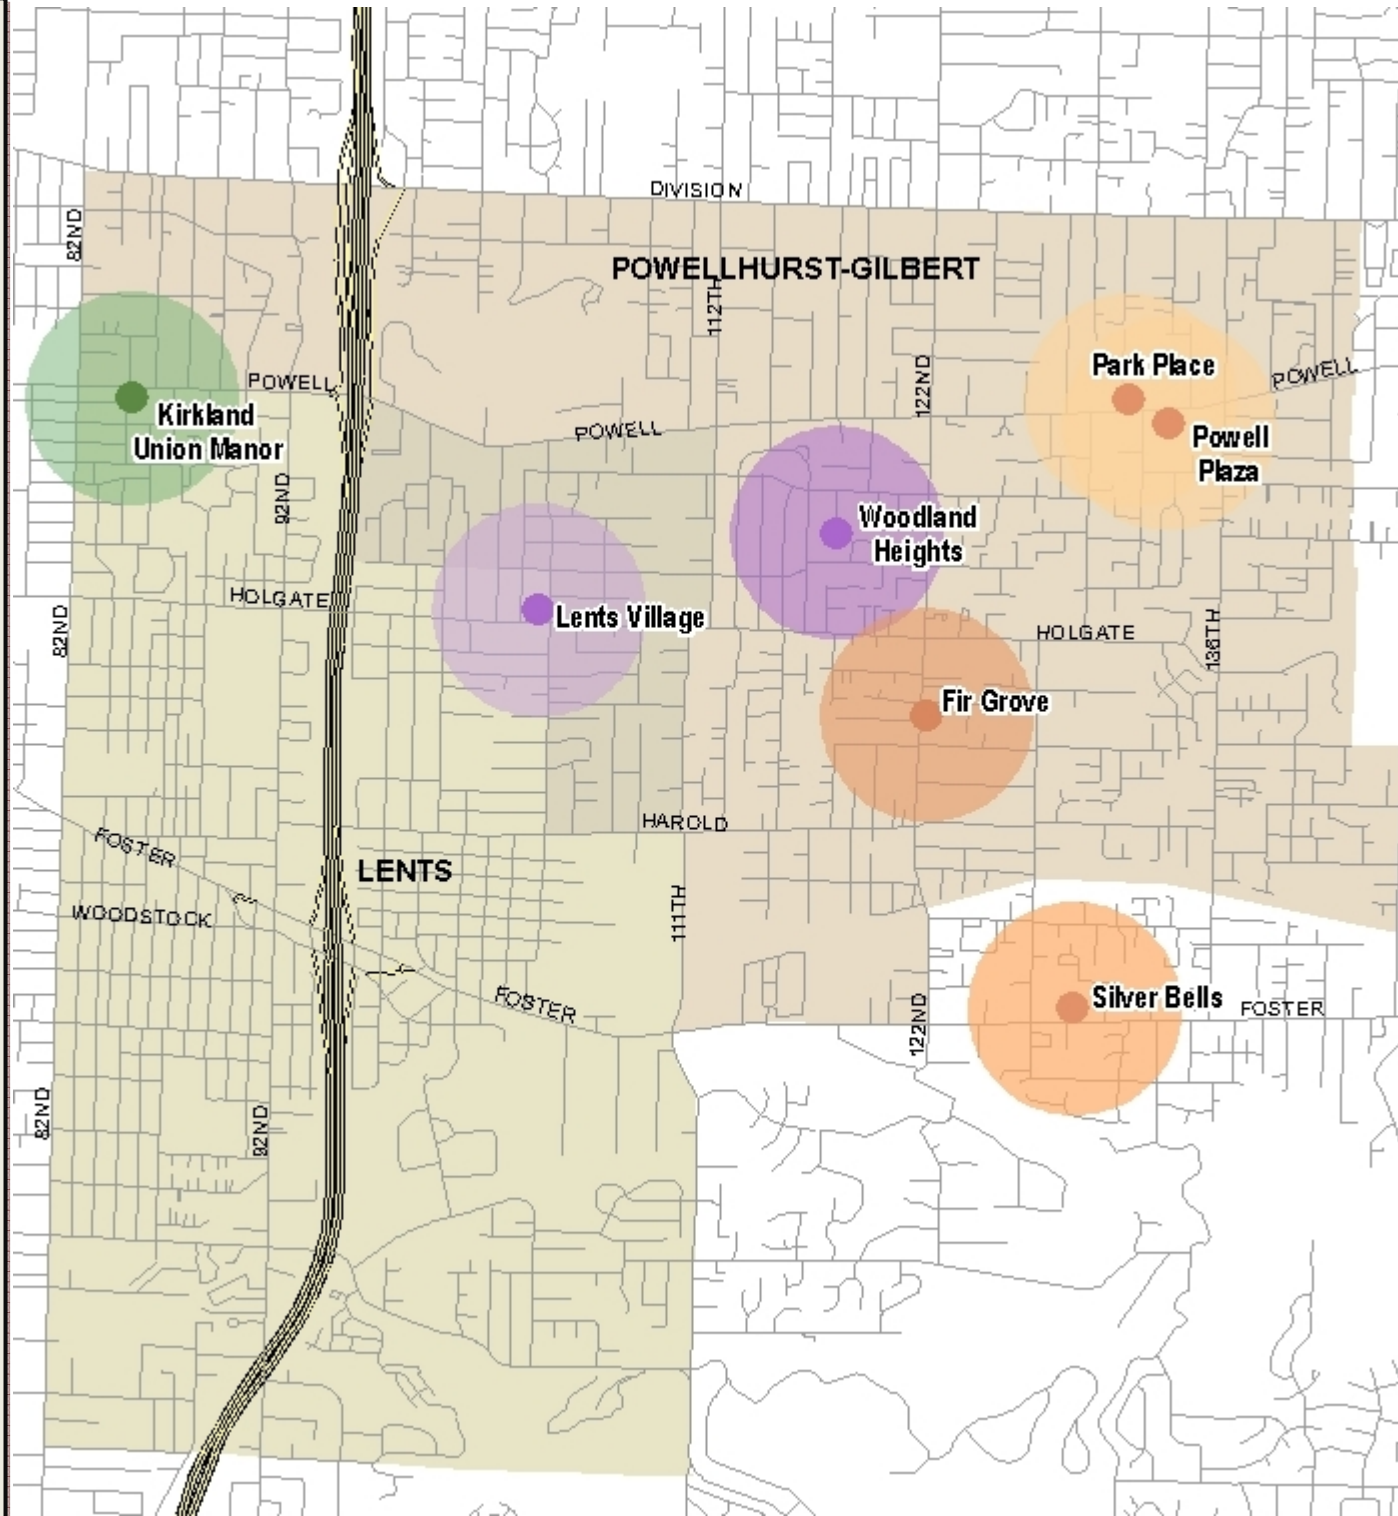 DIVISION
82ND
POWELLHURST-GILBERT
112TH
Park Place
122ND
POWELL
POWELL
Kirkland
Union Manor
POWELL
Powell
Plaza
92ND
Woodland
Heights
HOLGATE
82ND
Lents Village
HOLGATE
136TH
Fir Grove
HAROLD
FOSTER
LENTS
WOODSTOCK
111TH
FOSTER
Silver Bells
FOSTER
122ND
82ND
92ND